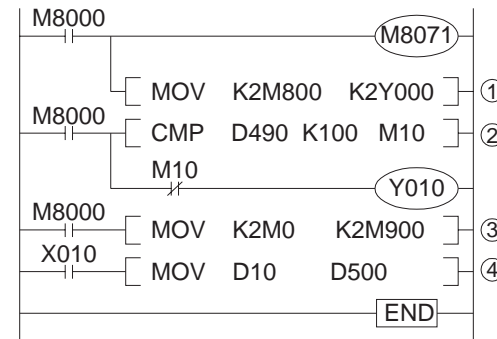 M8000
M8071
MOV K2M800 K2Y000 ①
M8000
CMP D490 K100 M10 ②
M10
Y010
M8000
MOV K2M0 K2M900 ③
X010
MOV D10 D500 ④
END